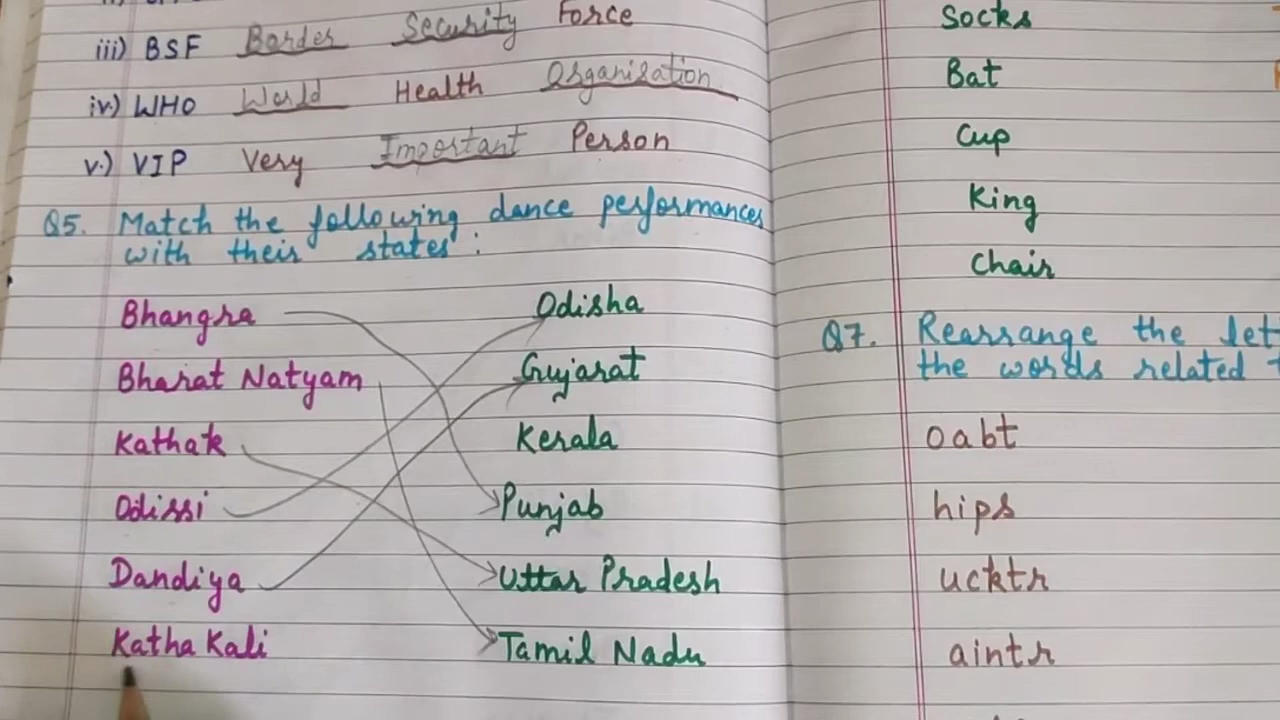 iii) BSF Border Security Force
iv) WHO World Health Organisation
v.) VIP Very Important Person
Q5. Match the following dance performances
with their states :
Bhangra Odisha
Bharat Natyam Gujarat
Kathak Kerala
Odissi Punjab
Dandiya Uttar Pradesh
Katha Kali Tamil Nadu
Socks
Bat
Cup
King
Chair
Q7. Rearrange the let
the words related
oabt
hips
ucktr
aintr